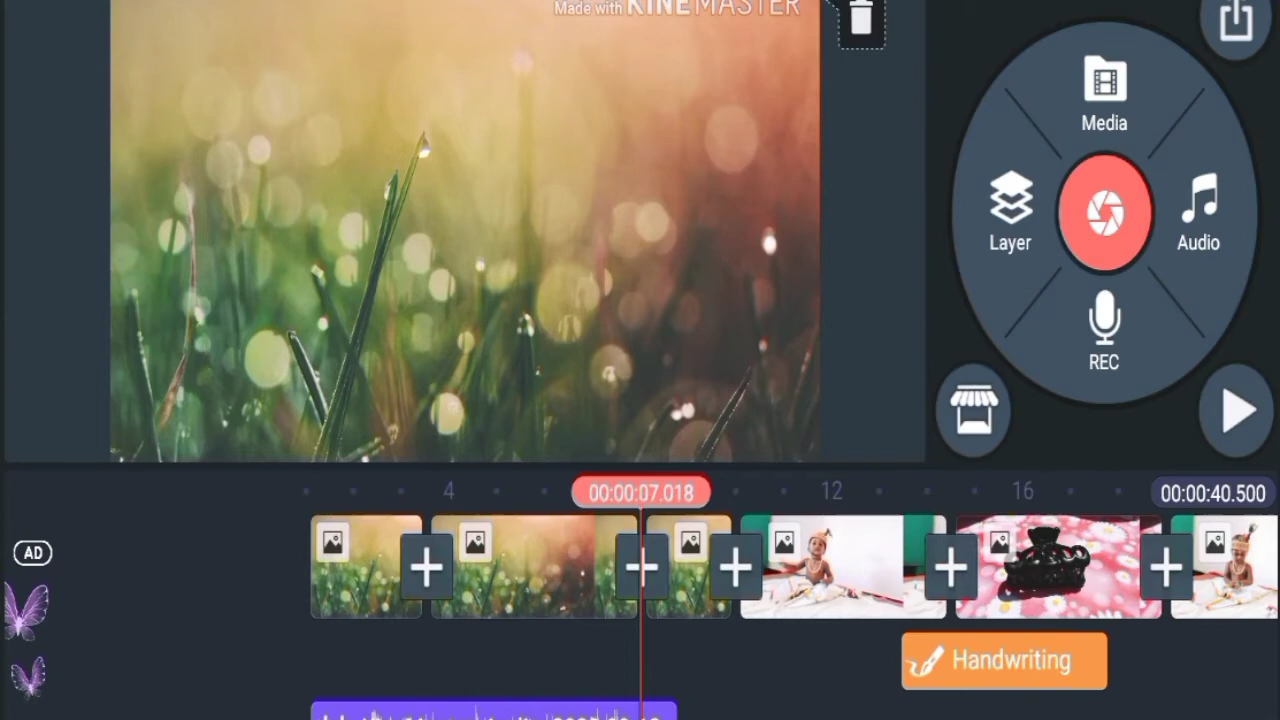 Made with KINEMASTER
Media
Layer
Audio
REC
4
00:00:07.018
12
16
00:00:40.500
AD
Handwriting